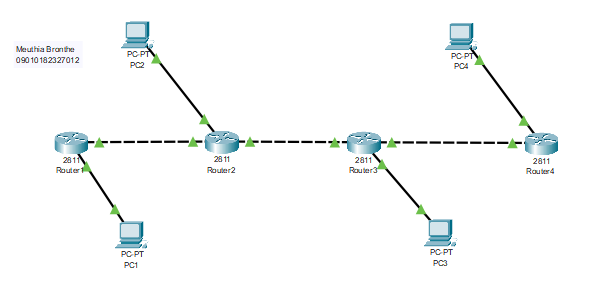 Meuthia Bronthe
09010182327012
PC-PT
PC2
PC-PT
PC4
2811
Router1
2811
Router2
2811
Router3
2811
Router4
PC-PT
PC1
PC-PT
PC3